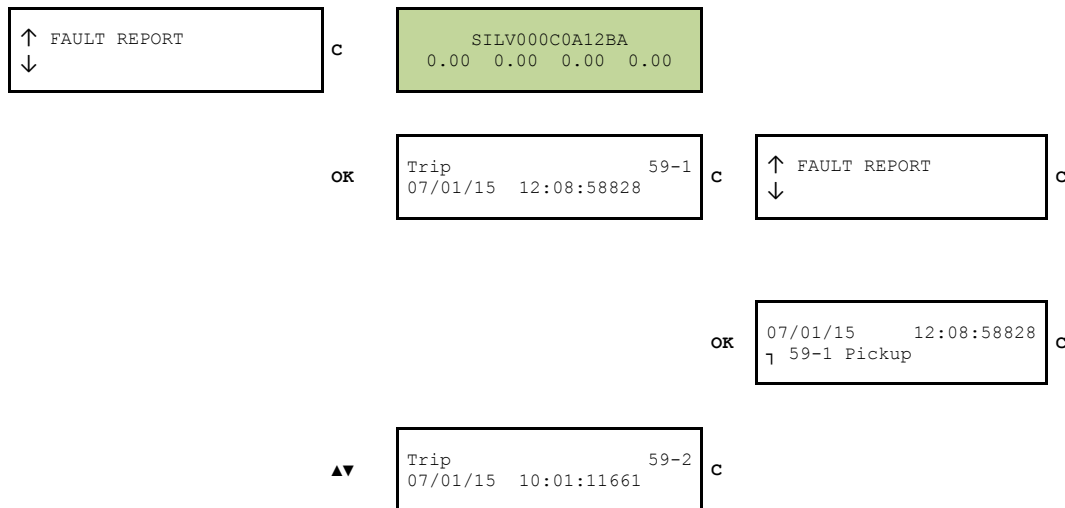 ↑ FAULT REPORT
↓
C
SILV000C0A12BA
0.00 0.00 0.00 0.00
OK
Trip 59-1
07/01/15 12:08:58828
C
↑ FAULT REPORT
↓
C
OK
07/01/15 12:08:58828
┐ 59-1 Pickup
C
▲▼
Trip 59-2
07/01/15 10:01:11661
C